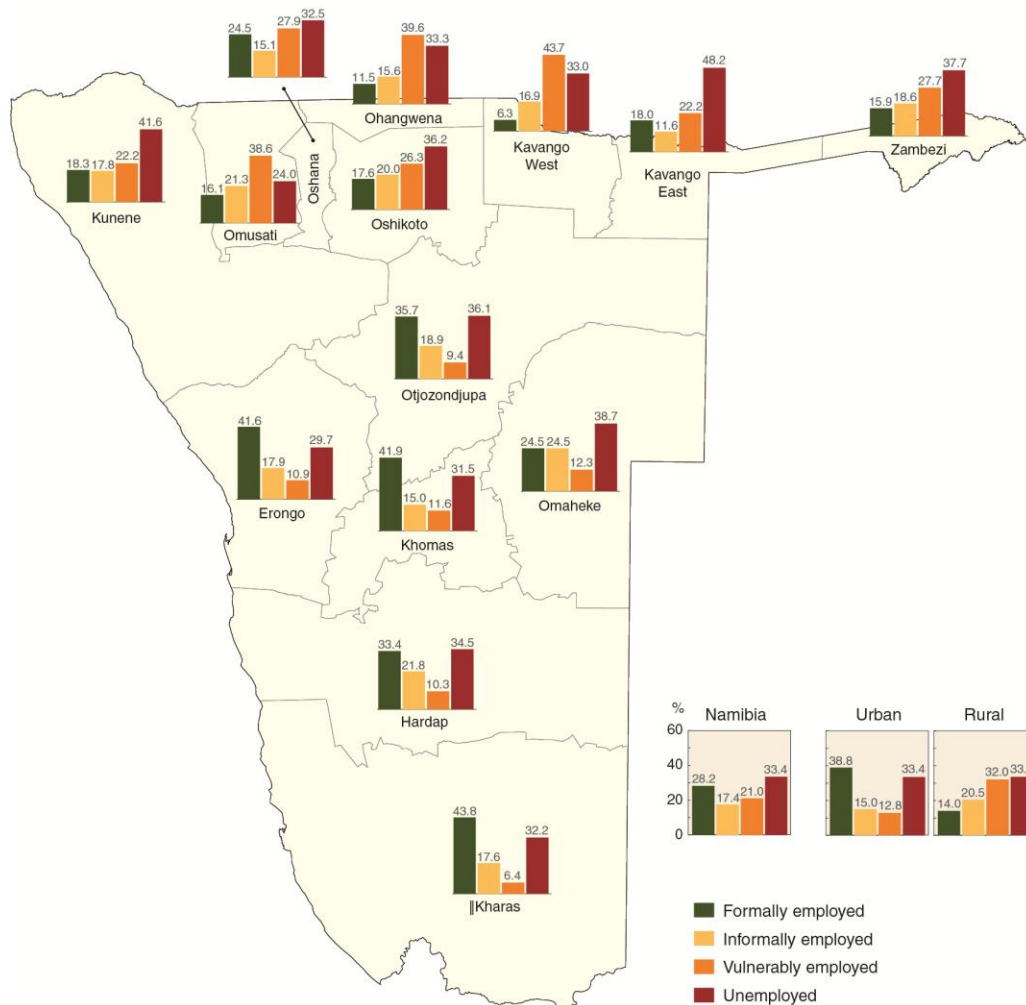 24.5 15.1 27.9 32.5
Oshana
11.5 15.6 39.6 33.3
Ohangwena
6.3 16.9 43.7 33.0
Kavango
West
18.0 11.6 22.2 48.2
Kavango
East
15.9 18.6 27.7 37.7
Zambezi
18.3 17.8 22.2 41.6
Kunene
16.1 21.3 38.6 24.0
Omusati
17.6 20.0 26.3 36.2
Oshikoto
35.7 18.9 9.4 36.1
Otjozondjupa
41.6 17.9 10.9 29.7
Erongo
41.9 15.0 11.6 31.5
Khomas
24.5 24.5 12.3 38.7
Omaheke
33.4 21.8 10.3 34.5
Hardap
43.8 17.6 6.4 32.2
ǁKharas
% Namibia Urban Rural
60
40
20
0
28.2 17.4 21.0 33.4
38.8 15.0 12.8 33.4
14.0 20.5 32.0
Formally employed
Informally employed
Vulnerably employed
Unemployed